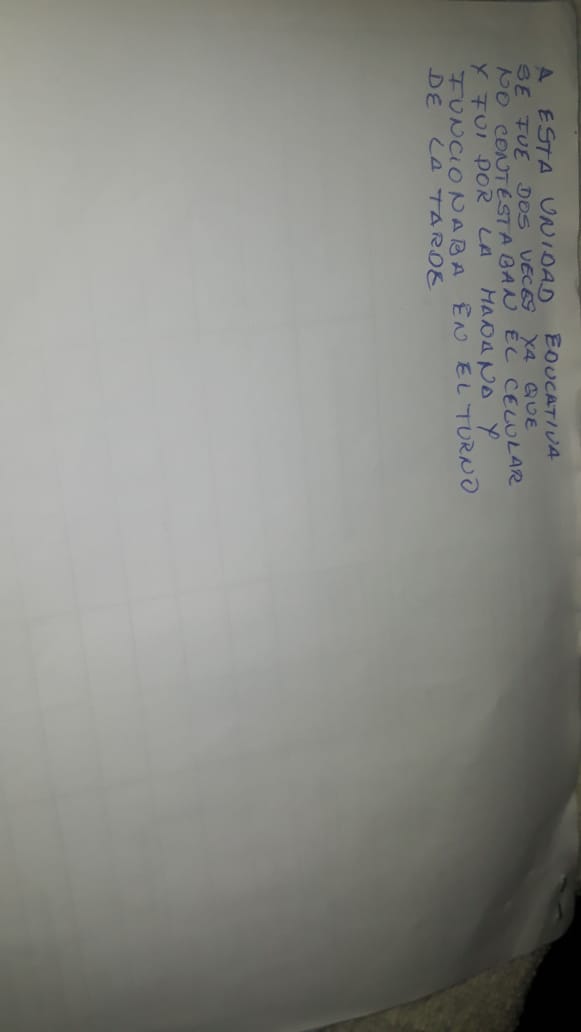 A ESTA UNIDAD EDUCATIVA
SE FUE DOS VECES YA QUE
NO CONTESTABAN EL CELULAR
Y FUI POR LA MAÑANA Y
FUNCIONABA EN EL TURNO
DE LA TARDE